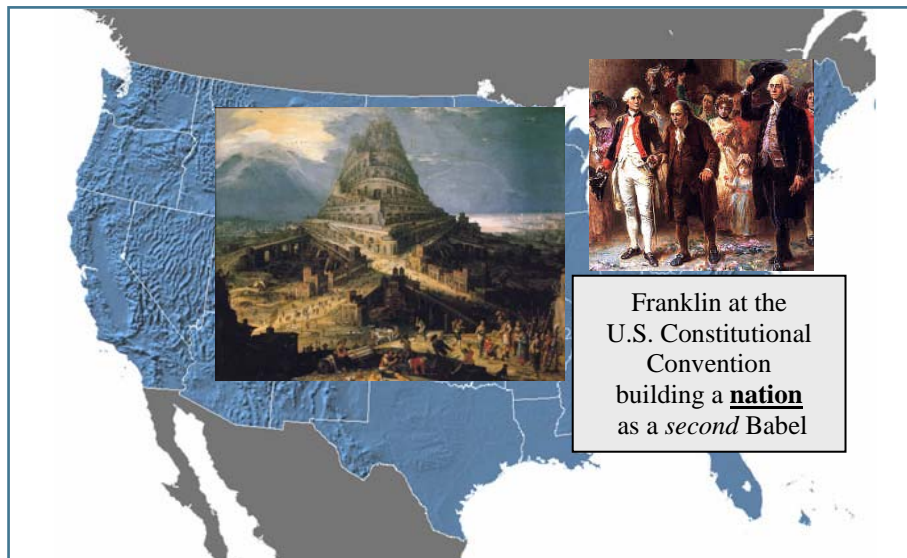 Franklin at the
U.S. Constitutional
Convention
building a nation
as a second Babel